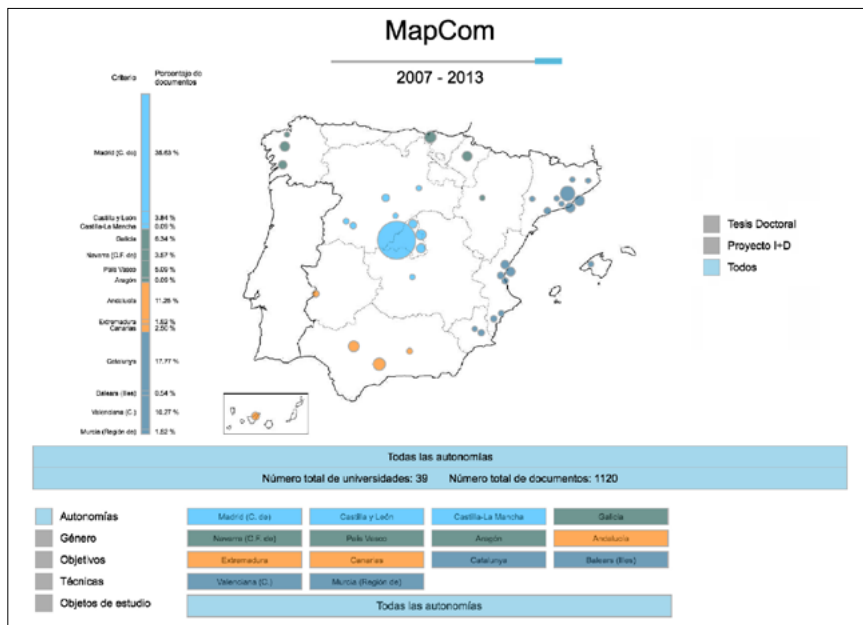 MapCom
2007 - 2013
Criterio Porcentaje de documentos
Madrid (C. de) 35.63 %
Castilla y León 3.84 %
Castilla-La Mancha 0.09 %
Galicia 6.34 %
Navarra (C.F. de) 3.57 %
País Vasco 5.09 %
Aragón 0.09 %
Andalucía 11.25 %
Extremadura 1.52 %
Canarias 2.50 %
Catalunya 17.77 %
Balears (Illes) 0.54 %
Valenciana (C.) 10.27 %
Murcia (Región de) 1.52 %
Tesis Doctoral
Proyecto I+D
Todos
Todas las autonomías
Número total de universidades: 39 Número total de documentos: 1120
Autonomías
Género
Objetivos
Técnicas
Objetos de estudio
Madrid (C. de) Castilla y León Castilla-La Mancha Galicia
Navarra (C.F. de) País Vasco Aragón Andalucía
Extremadura Canarias Catalunya Balears (Illes)
Valenciana (C.) Murcia (Región de)
Todas las autonomías